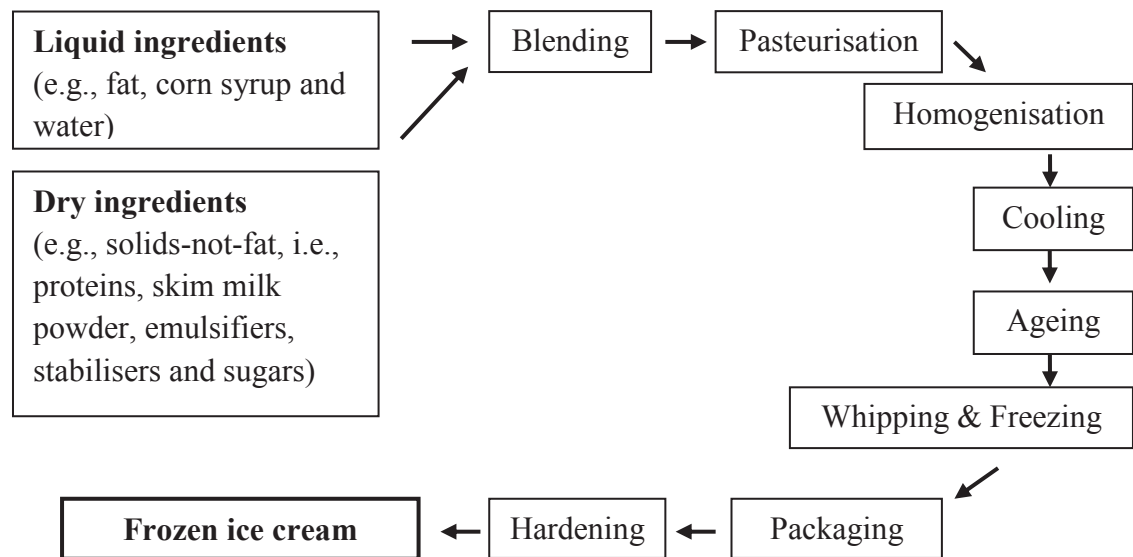 Liquid ingredients
(e.g., fat, corn syrup and
water)
Dry ingredients
(e.g., solids-not-fat, i.e.,
proteins, skim milk
powder, emulsifiers,
stabilisers and sugars)
Blending
Pasteurisation
Homogenisation
Cooling
Ageing
Whipping & Freezing
Packaging
Hardening
Frozen ice cream